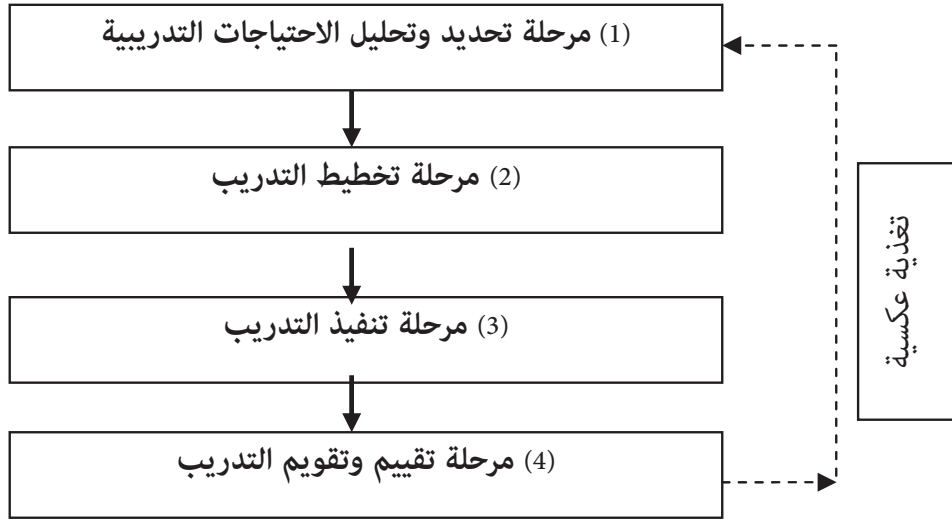 (1) مرحلة تحديد وتحليل الاحتياجات التدريبية
(2) مرحلة تخطيط التدريب
(3) مرحلة تنفيذ التدريب
(4) مرحلة تقييم وتقويم التدريب
تغذية عكسية